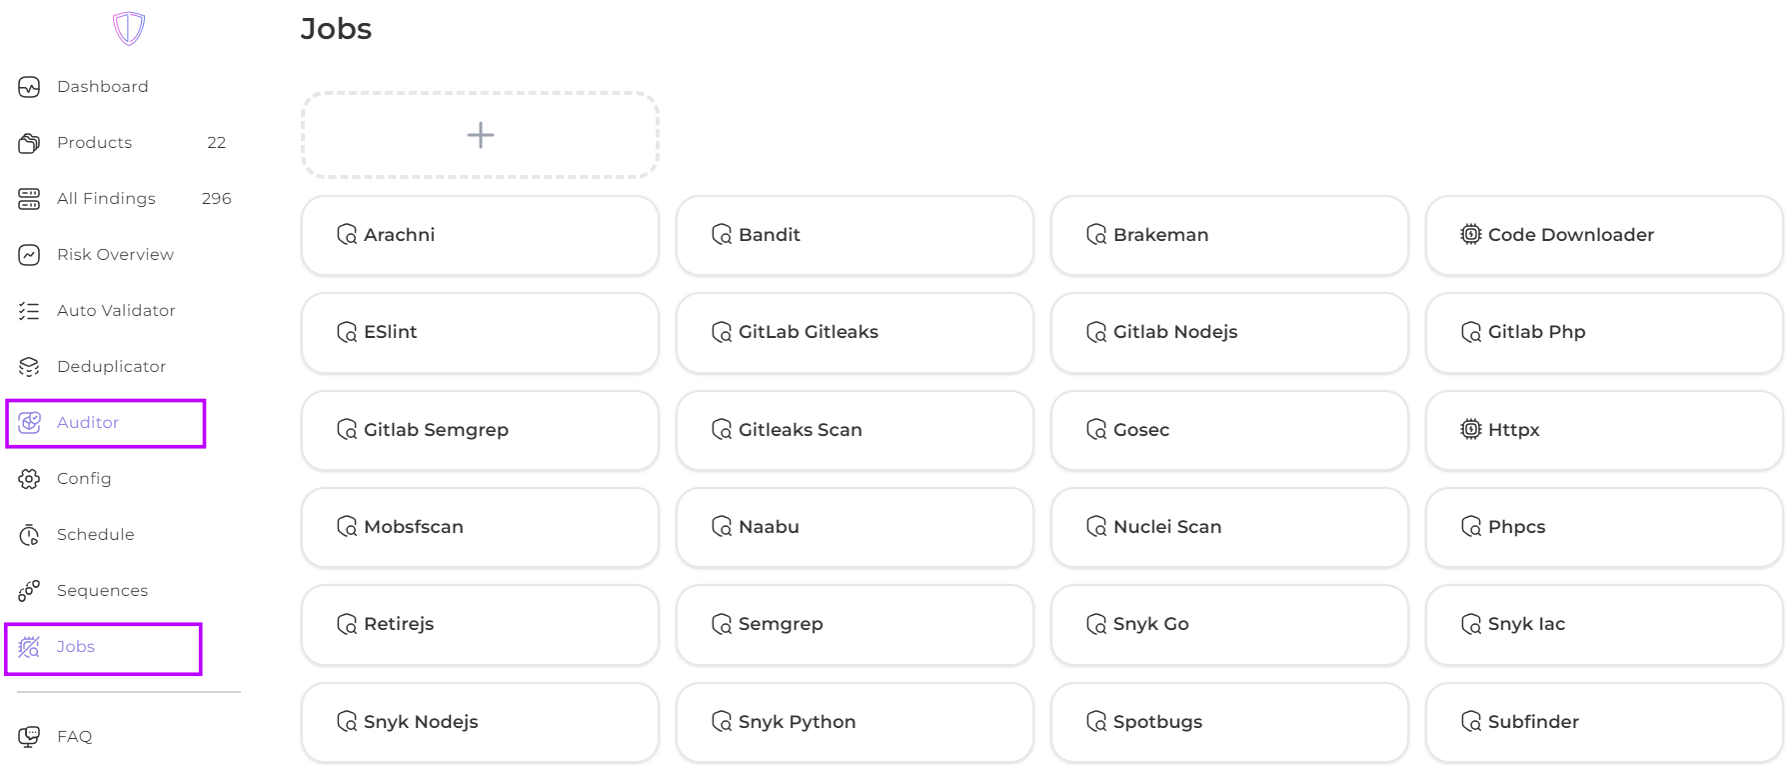 Jobs
Dashboard
Products 22
All Findings 296
Risk Overview
Auto Validator
Deduplicator
Auditor
Config
Schedule
Sequences
Jobs
FAQ
Arachni
Bandit
Brakeman
Code Downloader
ESlint
GitLab Gitleaks
Gitlab Nodejs
Gitlab Php
Gitlab Semgrep
Gitleaks Scan
Gosec
Httpx
Mobsfscan
Naabu
Nuclei Scan
Phpcs
Retirejs
Semgrep
Snyk Go
Snyk Iac
Snyk Nodejs
Snyk Python
Spotbugs
Subfinder